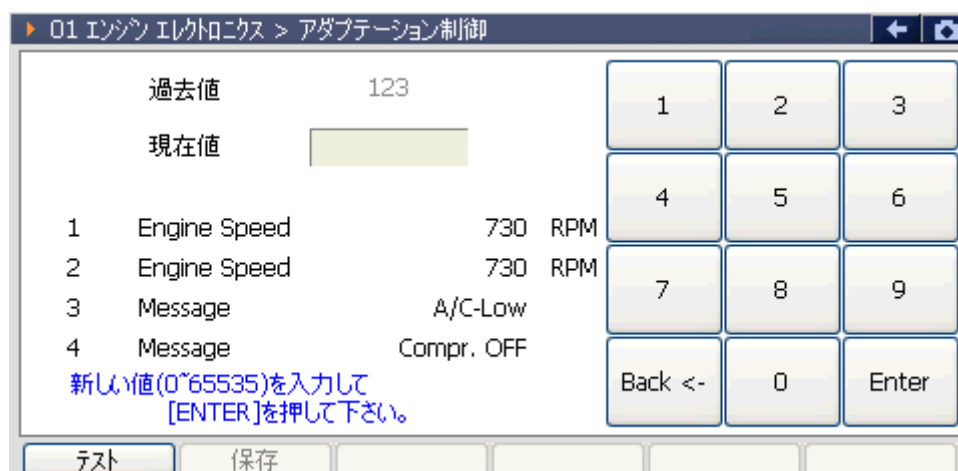 01 エンジン エレクトロニクス > アダプテーション制御
過去値 123
現在値
1 Engine Speed 730 RPM
2 Engine Speed 730 RPM
3 Message A/C-Low
4 Message Compr. OFF
新しい値(0~65535)を入力して
[ENTER]を押して下さい。
1 2 3
4 5 6
7 8 9
Back <- 0 Enter
テスト 保存